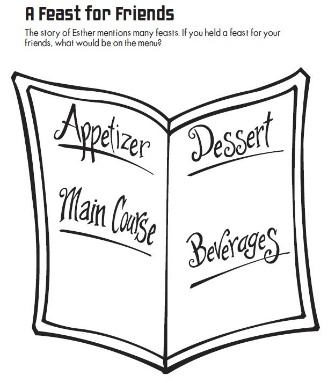 A Feast for Friends
The story of Esther mentions many feasts. If you held a feast for your
friends, what would be on the menu?
Appetizer
Main Course
Dessert
Beverages